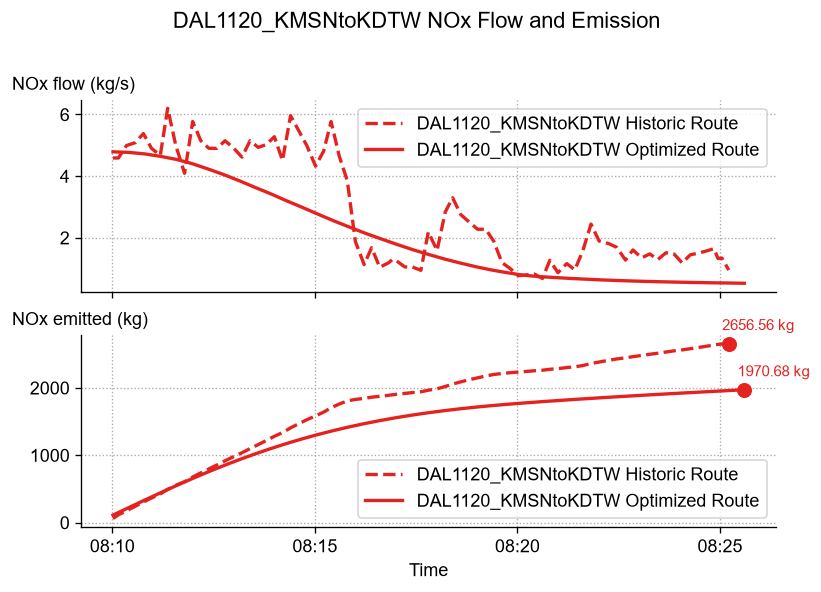 DAL1120_KMSNtoKDTW NOx Flow and Emission
NOx flow (kg/s)
6
4
2
DAL1120_KMSNtoKDTW Historic Route
DAL1120_KMSNtoKDTW Optimized Route
NOx emitted (kg)
2656.56 kg
1970.68 kg
2000
1000
0
DAL1120_KMSNtoKDTW Historic Route
DAL1120_KMSNtoKDTW Optimized Route
08:10 08:15 08:20 08:25
Time